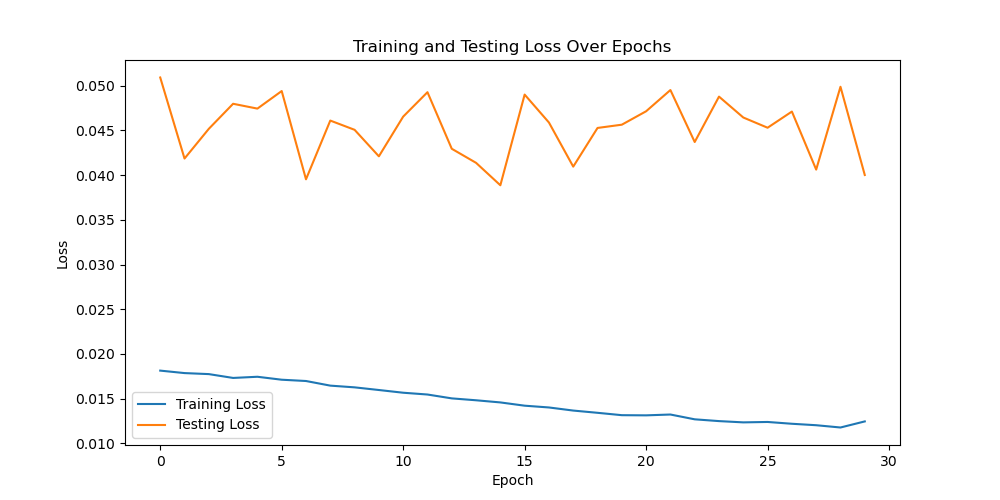 Training and Testing Loss Over Epochs
0.050
0.045
0.040
0.035
0.030
0.025
0.020
0.015
0.010
Loss
Training Loss
Testing Loss
0 5 10 15 20 25 30
Epoch